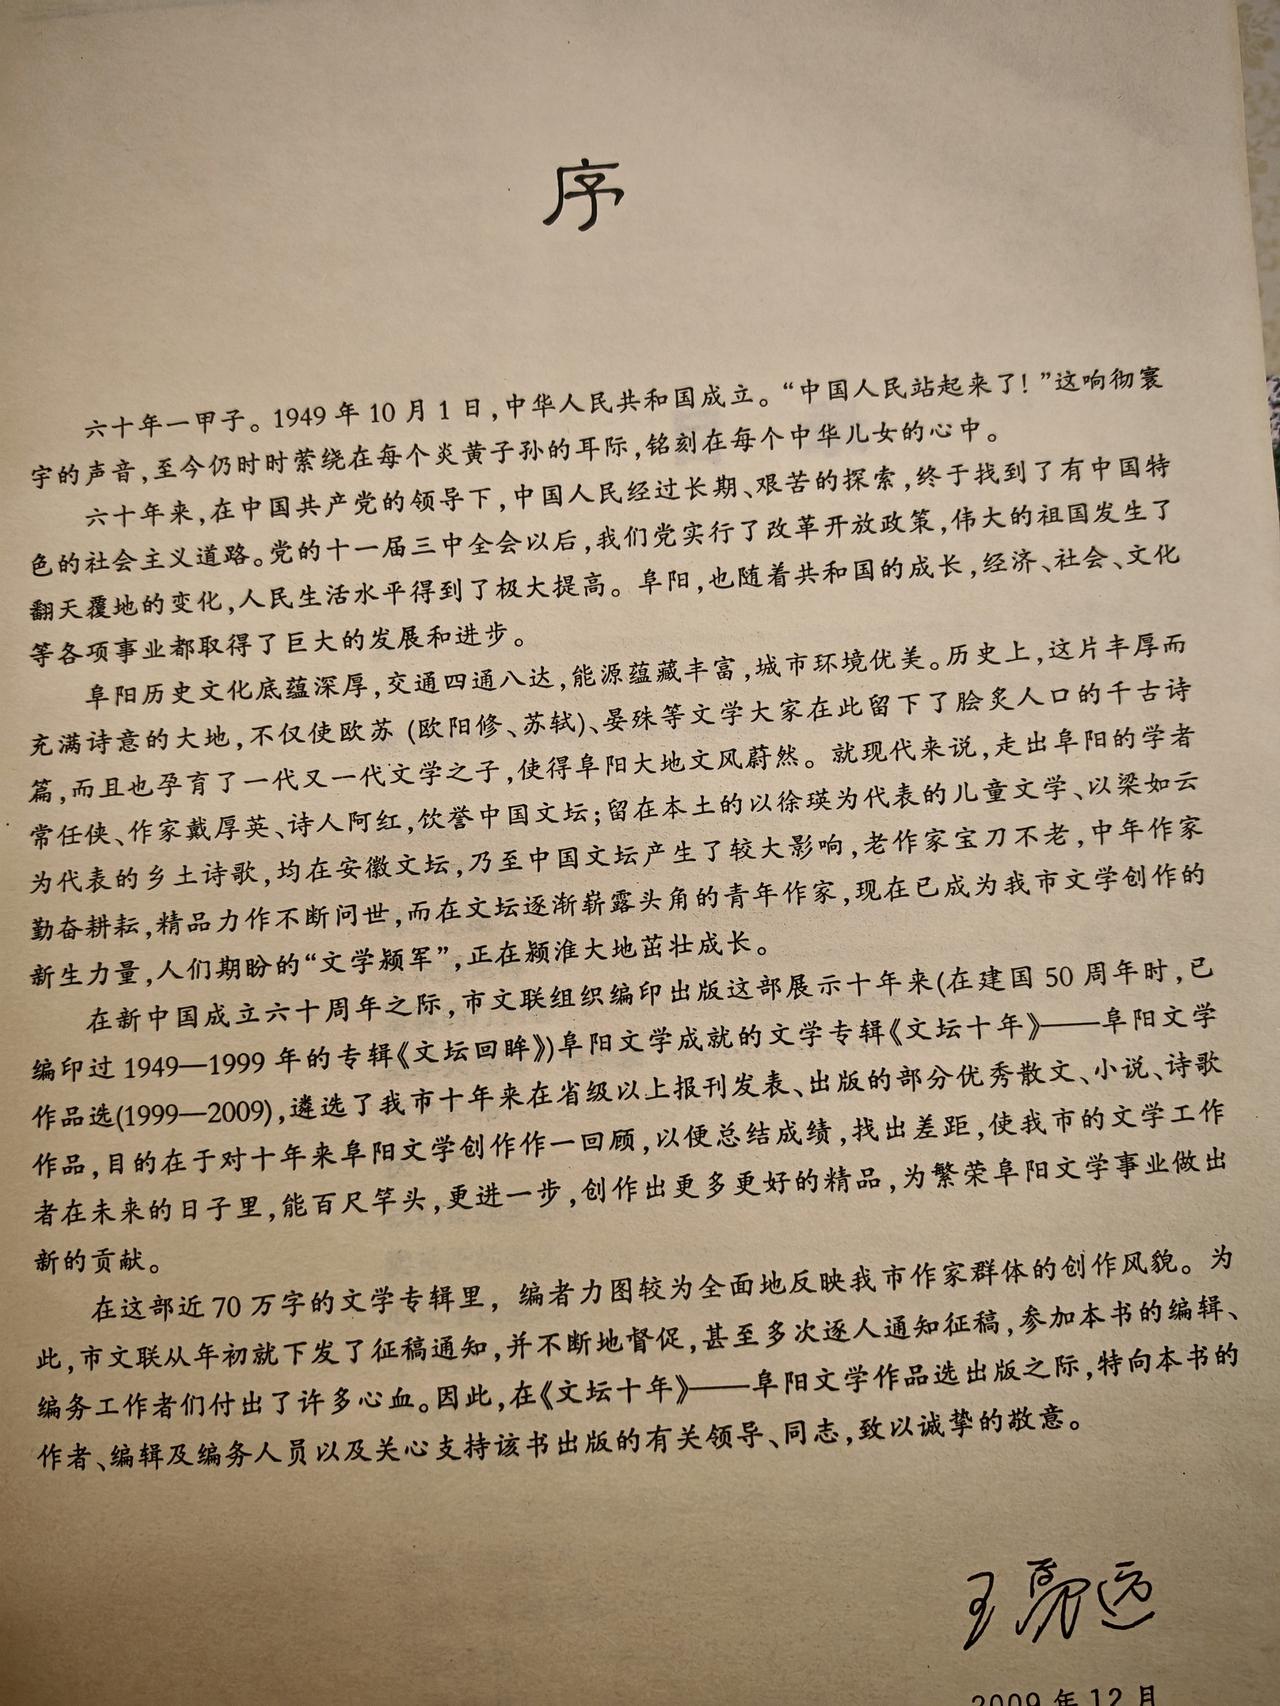 序
六十年一甲子。1949 年 10 月 1 日，中华人民共和国成立。“中国人民站起来了！”这响彻寰
宇的声音，至今仍时时萦绕在每个炎黄子孙的耳际，铭刻在每个中华儿女的心中。
六十年来，在中国共产党的领导下，中国人民经过长期、艰苦的探索，终于找到了有中国特
色的社会主义道路。党的十一届三中全会以后，我们党实行了改革开放政策，伟大的祖国发生了
翻天覆地的变化，人民生活水平得到了极大提高。阜阳，也随着共和国的成长，经济、社会、文化
等各项事业都取得了巨大的发展和进步。
阜阳历史文化底蕴深厚，交通四通八达，能源蕴藏丰富，城市环境优美。历史上，这片丰厚而
充满诗意的大地，不仅使欧苏 (欧阳修、苏轼)、晏殊等文学大家在此留下了脍炙人口的千古诗
篇，而且也孕育了一代又一代文学之子，使得阜阳大地文风蔚然。就现代来说，走出阜阳的学者
常任侠、作家戴厚英、诗人阿红，饮誉中国文坛；留在本土的以徐瑛为代表的儿童文学、以梁如云
为代表的乡土诗歌，均在安徽文坛，乃至中国文坛产生了较大影响，老作家宝刀不老，中年作家
勤奋耕耘，精品力作不断问世，而在文坛逐渐崭露头角的青年作家，现在已成为我市文学创作的
新生力量，人们期盼的“文学颍军”，正在颍淮大地茁壮成长。
在新中国成立六十周年之际，市文联组织编印出版这部展示十年来(在建国 50 周年时，已
编印过 1949—1999 年的专辑《文坛回眸》)阜阳文学成就的文学专辑《文坛十年》——阜阳文学
作品选(1999—2009)，遴选了我市十年来在省级以上报刊发表、出版的部分优秀散文、小说、诗歌
作品，目的在于对十年来阜阳文学创作作一回顾，以便总结成绩，找出差距，使我市的文学工作
者在未来的日子里，能百尺竿头，更进一步，创作出更多更好的精品，为繁荣阜阳文学事业做出
新的贡献。
在这部近 70 万字的文学专辑里，编者力图较为全面地反映我市作家群体的创作风貌。为
此，市文联从年初就下发了征稿通知，并不断地督促，甚至多次逐人通知征稿，参加本书的编辑、
编务工作者们付出了许多心血。因此，在《文坛十年》——阜阳文学作品选出版之际，特向本书的
作者、编辑及编务人员以及关心支持该书出版的有关领导、同志，致以诚挚的敬意。
2009 年 12 月